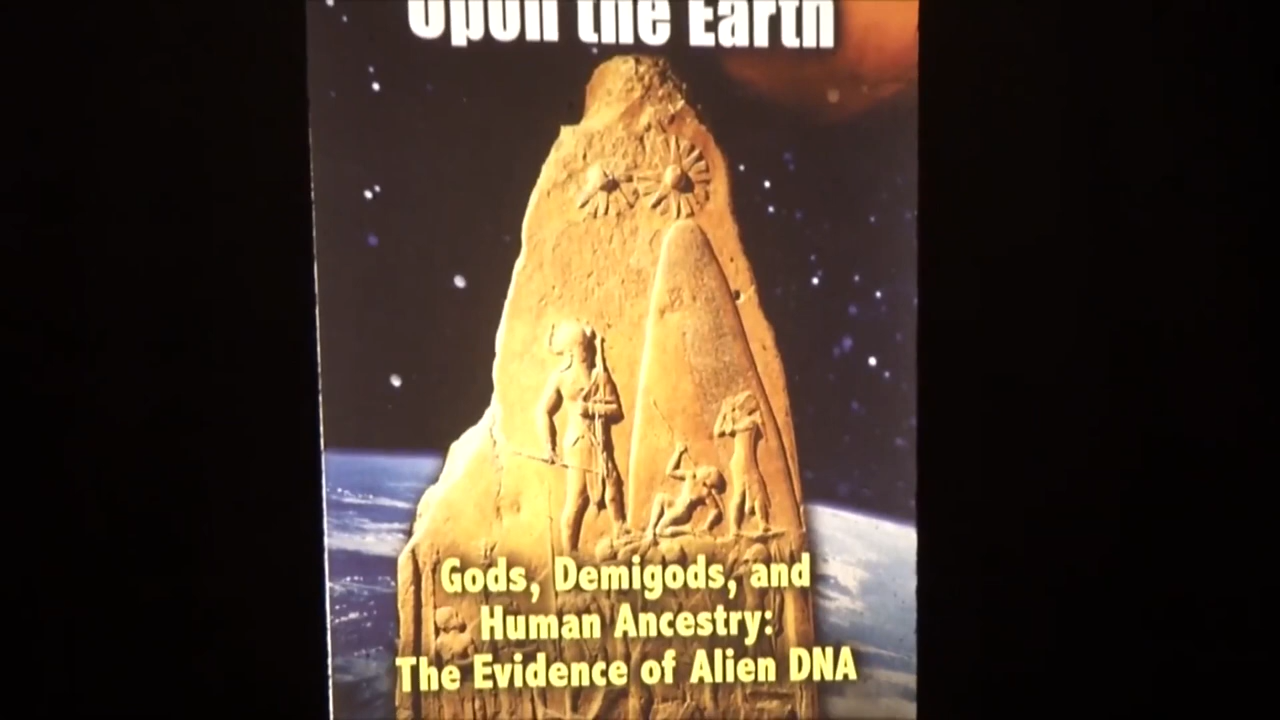 Upon the Earth
Gods, Demigods, and
Human Ancestry:
The Evidence of Alien DNA